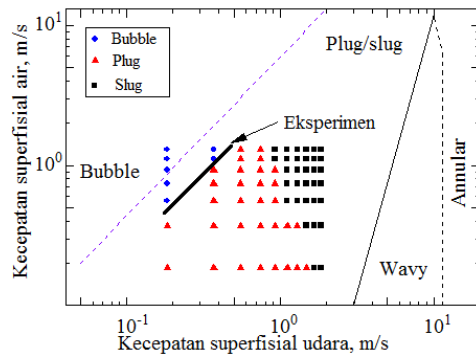 Kecepatan superfisial air, m/s
10¹
10⁰
Bubble
Plug
Slug
Plug/slug
Eksperimen
Bubble
Annular
Wavy
10⁻¹
10⁰
10¹
Kecepatan superfisial udara, m/s